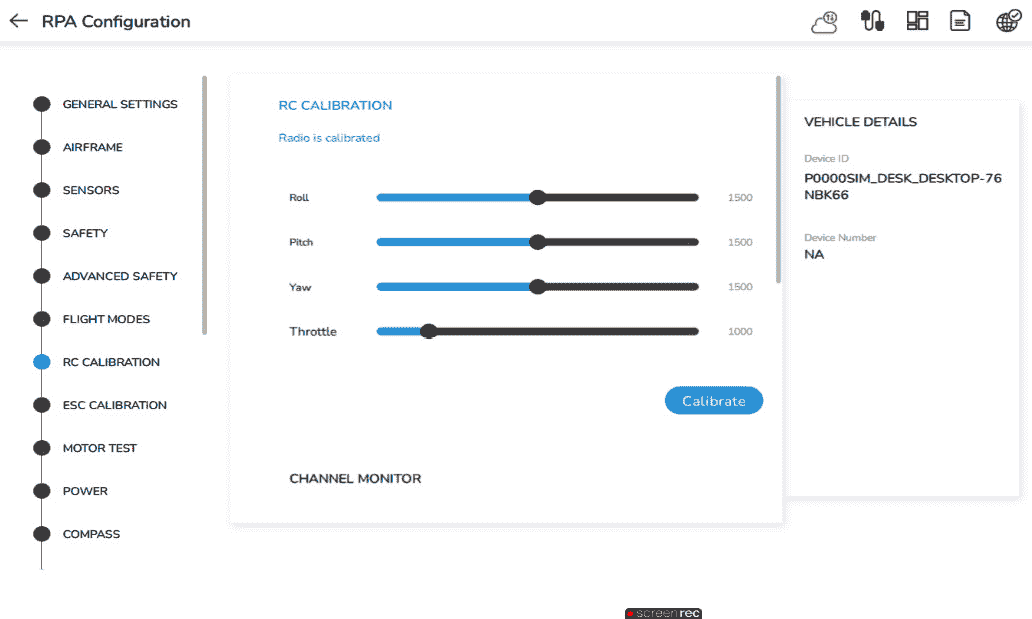 RPA Configuration
GENERAL SETTINGS
AIRFRAME
SENSORS
SAFETY
ADVANCED SAFETY
FLIGHT MODES
RC CALIBRATION
ESC CALIBRATION
MOTOR TEST
POWER
COMPASS
RC CALIBRATION
Radio is calibrated
Roll 1500
Pitch 1500
Yaw 1500
Throttle 1000
Calibrate
CHANNEL MONITOR
VEHICLE DETAILS
Device ID
P0000SIM_DESK_DESKTOP-76
NBK66
Device Number
NA
screenrec